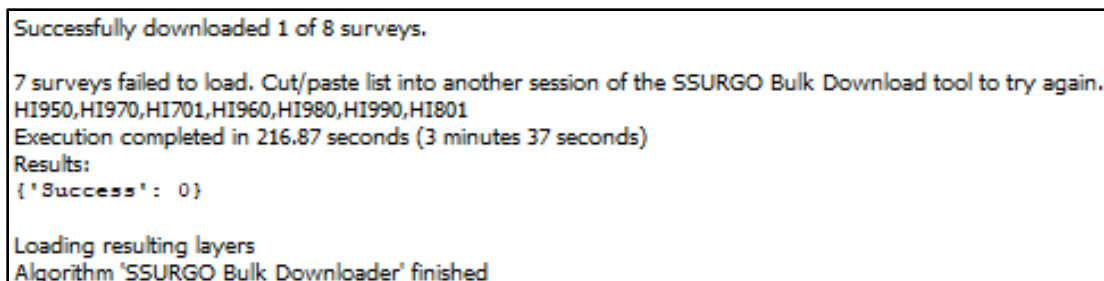 Successfully downloaded 1 of 8 surveys.
7 surveys failed to load. Cut/paste list into another session of the SSURGO Bulk Download tool to try again.
HI950,HI970,HI701,HI960,HI980,HI990,HI801
Execution completed in 216.87 seconds (3 minutes 37 seconds)
Results:
{'Success': 0}
Loading resulting layers
Algorithm 'SSURGO Bulk Downloader' finished